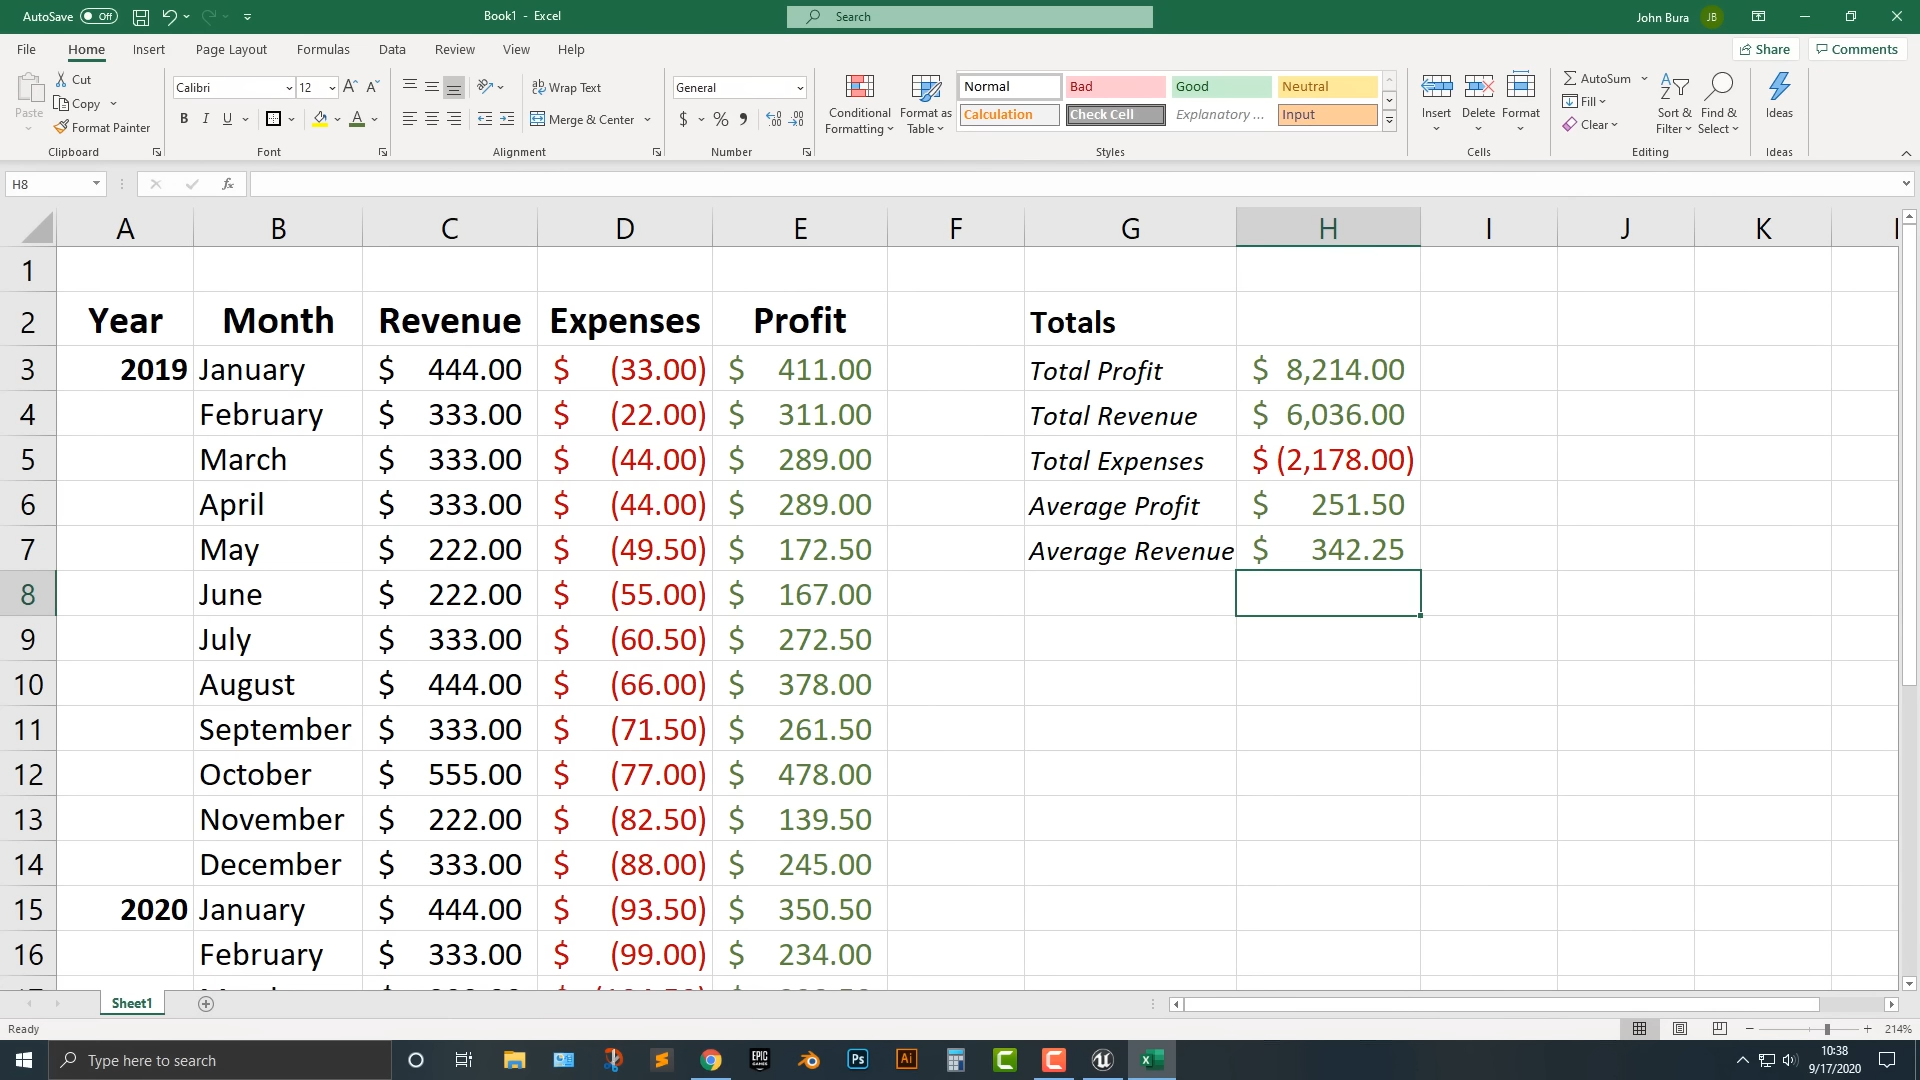 AutoSave Off Book1 - Excel Search John Bura JB
File Home Insert Page Layout Formulas Data Review View Help Share Comments
Paste Cut Copy Format Painter Clipboard
Calibri 12 A A B I U A Font
Wrap Text Merge & Center Alignment
General $ % Number
Conditional Formatting Format as Table
Normal Bad Good Neutral
Calculation Check Cell Explanatory ... Input
Styles
Insert Delete Format Cells
AutoSum Fill Clear Sort & Filter Find & Select Editing
Ideas Ideas
H8 fx
A B C D E F G H I J K
1
2 Year Month Revenue Expenses Profit Totals
3 2019 January $ 444.00 $ (33.00) $ 411.00 Total Profit $ 8,214.00
4 February $ 333.00 $ (22.00) $ 311.00 Total Revenue $ 6,036.00
5 March $ 333.00 $ (44.00) $ 289.00 Total Expenses $ (2,178.00)
6 April $ 333.00 $ (44.00) $ 289.00 Average Profit $ 251.50
7 May $ 222.00 $ (49.50) $ 172.50 Average Revenue $ 342.25
8 June $ 222.00 $ (55.00) $ 167.00
9 July $ 333.00 $ (60.50) $ 272.50
10 August $ 444.00 $ (66.00) $ 378.00
11 September $ 333.00 $ (71.50) $ 261.50
12 October $ 555.00 $ (77.00) $ 478.00
13 November $ 222.00 $ (82.50) $ 139.50
14 December $ 333.00 $ (88.00) $ 245.00
15 2020 January $ 444.00 $ (93.50) $ 350.50
16 February $ 333.00 $ (99.00) $ 234.00
Sheet1
Ready 214%
Type here to search EPIC GAMES Ps Ai 10:38
9/17/2020